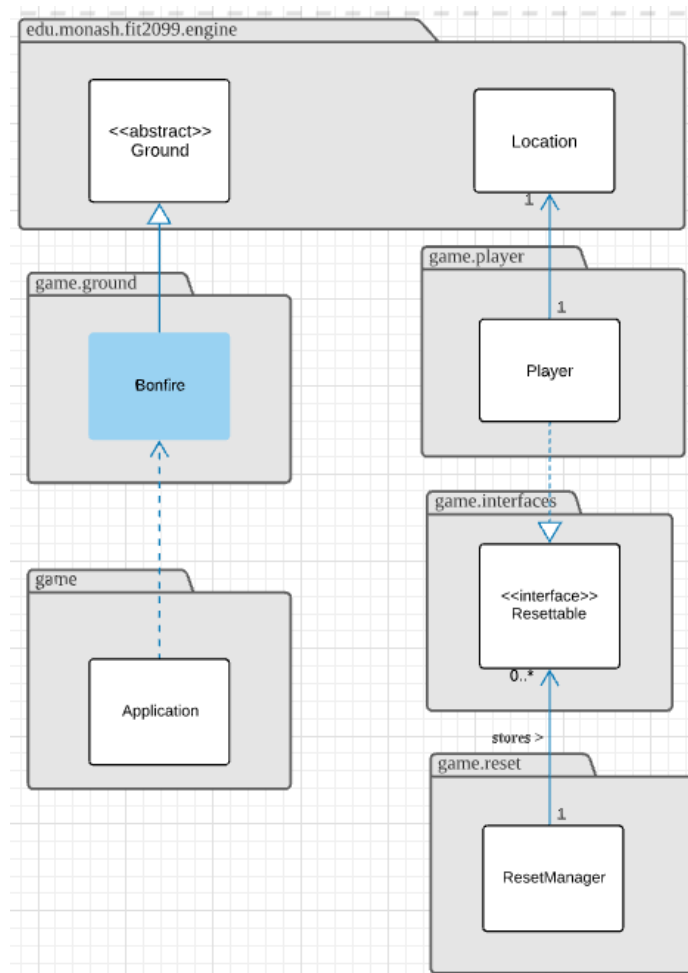 edu.monash.fit2099.engine
<<abstract>>
Ground
Location
1
game.player
game.ground
1
Bonfire
Player
game.interfaces
game
<<interface>>
Resettable
0..*
Application
stores >
game.reset
1
ResetManager